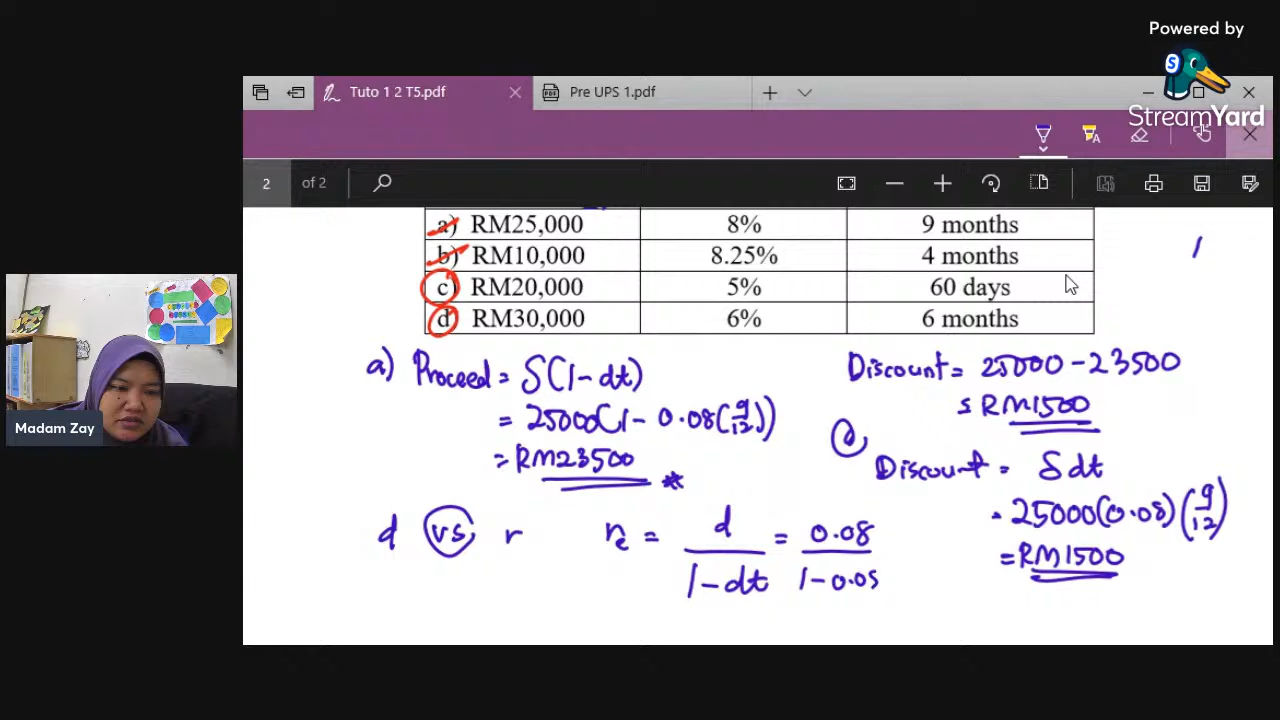 Powered by
StreamYard
Tuto 1 2 T5.pdf
Pre UPS 1.pdf
2 of 2
a) RM25,000 8% 9 months
b) RM10,000 8.25% 4 months
c) RM20,000 5% 60 days
d) RM30,000 6% 6 months
a) Proceed = S(1-dt)
= 25000(1-0.08(9/12))
= RM23500
Discount = 25000-23500
= RM1500
Discount = S dt
= 25000(0.08)(9/12)
= RM1500
d vs r
= d / 1-dt = 0.08 / 1-0.05
Madam Zay